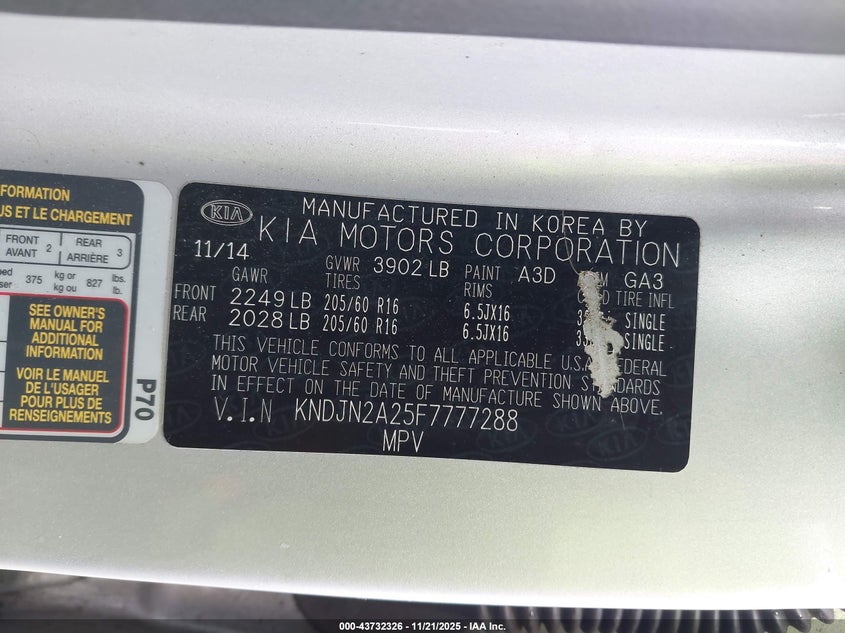 FORMATION
US ET LE CHARGEMENT
FRONT AVANT 2 REAR ARRIÈRE 3
375 kg or kg ou 827 lbs.
SEE OWNER'S
MANUAL FOR
ADDITIONAL
INFORMATION
VOIR LE MANUEL
DE L'USAGER
POUR PLUS DE
RENSEIGNEMENTS
P70
KIA MANUFACTURED IN KOREA BY
KIA MOTORS CORPORATION
11/14 GVWR 3902 LB PAINT A3D GA3
GAWR TIRES RIMS TIRE INFL
FRONT 2249 LB 205/60 R16 6.5JX16 SINGLE
REAR 2028 LB 205/60 R16 6.5JX16 SINGLE
THIS VEHICLE CONFORMS TO ALL APPLICABLE U.S.A FEDERAL
MOTOR VEHICLE SAFETY AND THEFT PREVENTION STANDARDS
IN EFFECT ON THE DATE OF MANUFACTURE SHOWN ABOVE.
V.I.N KNDJN2A25F7777288
MPV
000-43732326 - 11/21/2025 - IAA Inc.